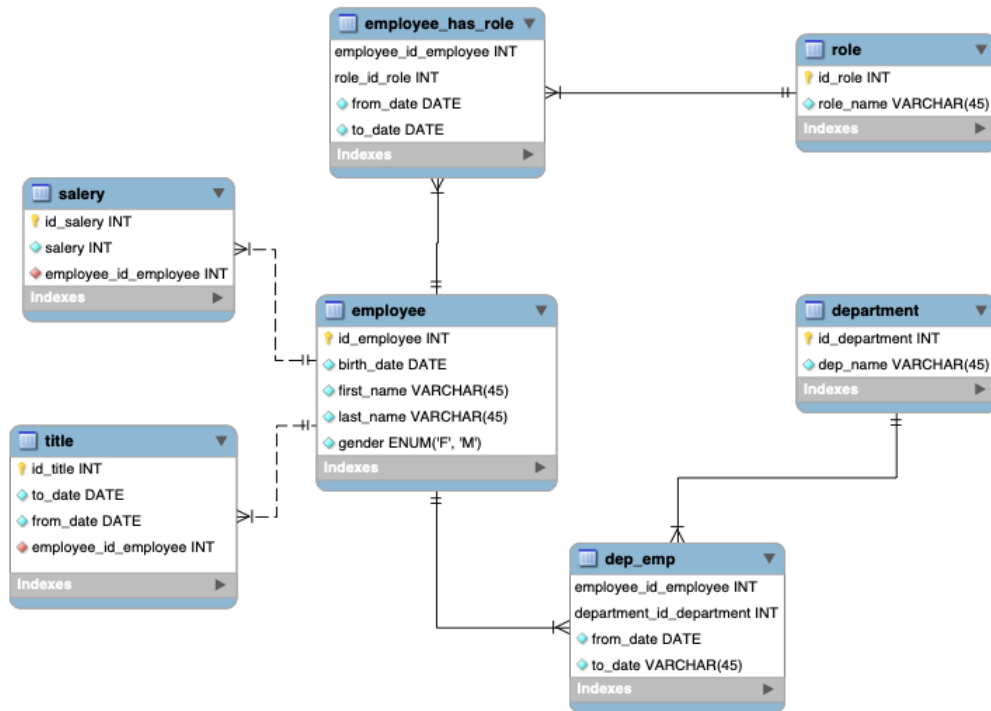 employee_has_role
employee_id_employee INT
role_id_role INT
from_date DATE
to_date DATE
Indexes
role
id_role INT
role_name VARCHAR(45)
Indexes
salery
id_salery INT
salery INT
employee_id_employee INT
Indexes
employee
id_employee INT
birth_date DATE
first_name VARCHAR(45)
last_name VARCHAR(45)
gender ENUM('F', 'M')
Indexes
department
id_department INT
dep_name VARCHAR(45)
Indexes
title
id_title INT
to_date DATE
from_date DATE
employee_id_employee INT
Indexes
dep_emp
employee_id_employee INT
department_id_department INT
from_date DATE
to_date VARCHAR(45)
Indexes